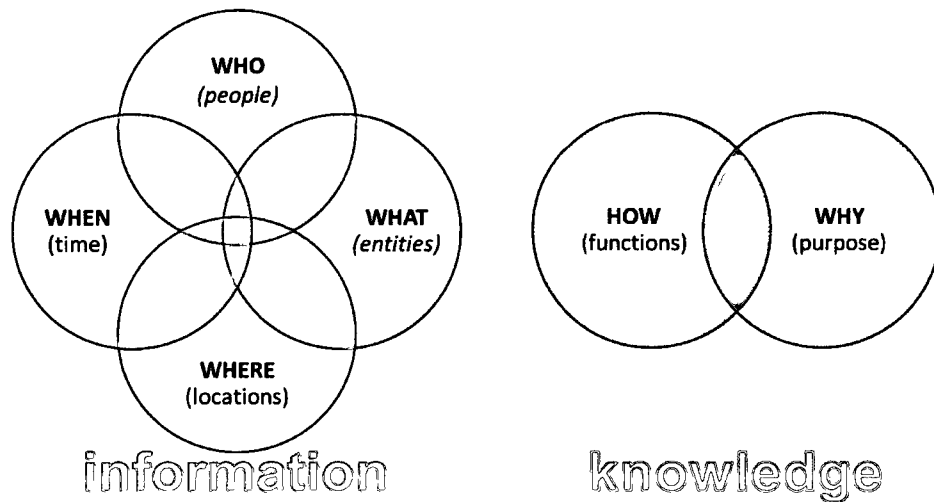 WHO
(people)
WHEN
(time)
WHAT
(entities)
WHERE
(locations)
information
HOW
(functions)
WHY
(purpose)
knowledge